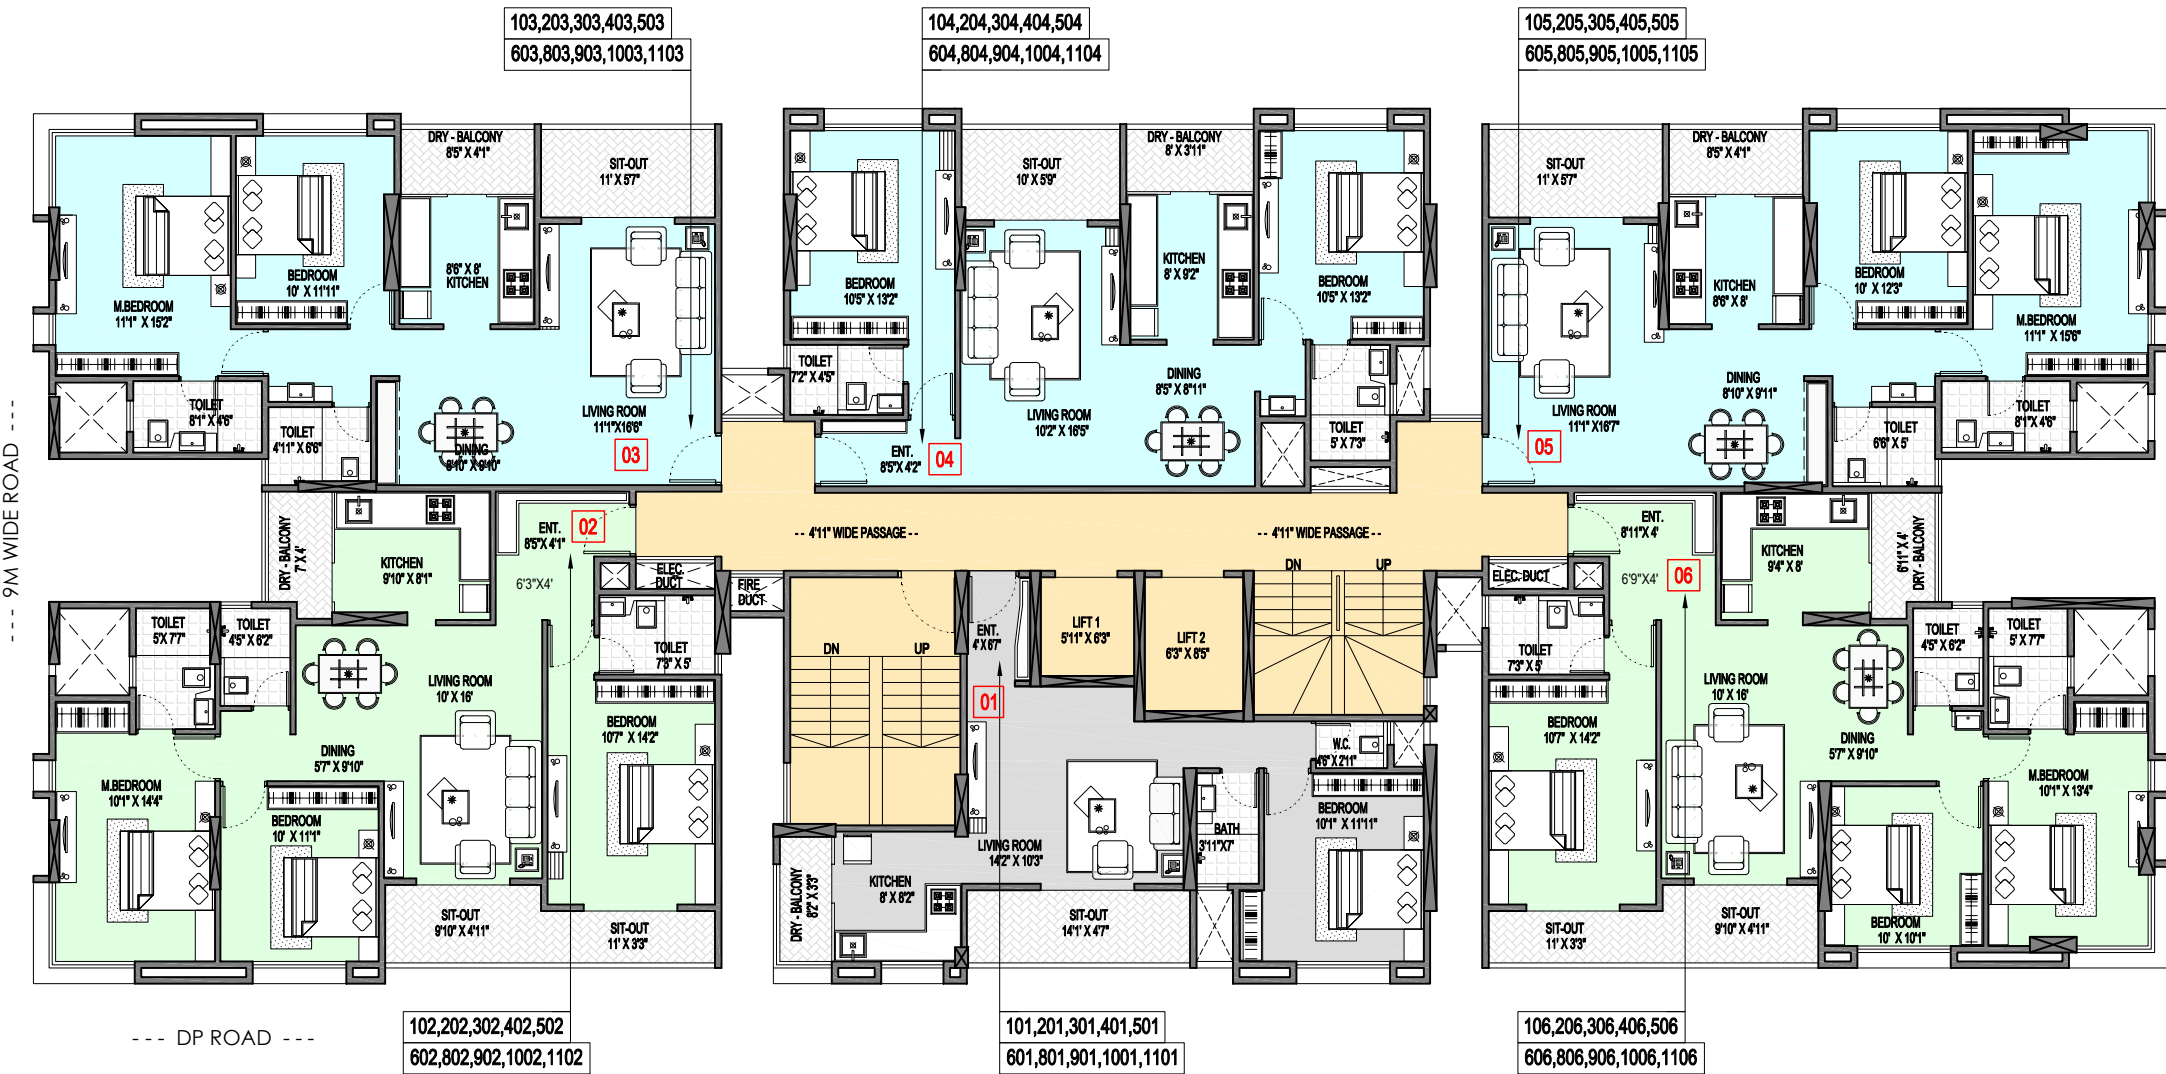 103,203,303,403,503
603,803,903,1003,1103
104,204,304,404,504
604,804,904,1004,1104
105,205,305,405,505
605,805,905,1005,1105
--- 9M WIDE ROAD ---
M.BEDROOM
11'1" X 15'2"
BEDROOM
10' X 11'11"
DRY - BALCONY
8'5" X 4'1"
SIT-OUT
11' X 5'7"
8'6" X 8'
KITCHEN
LIVING ROOM
11'1"X16'6"
03
DINING
8'10" X 9'10"
TOILET
8'1" X 4'6"
TOILET
4'11" X 6'6"
BEDROOM
10'5" X 13'2"
SIT-OUT
10' X 5'9"
DRY - BALCONY
8' X 3'11"
KITCHEN
8' X 9'2"
BEDROOM
10'5" X 13'2"
TOILET
7'2" X 4'5"
LIVING ROOM
10'2" X 16'5"
DINING
8'5" X 8'11"
ENT.
8'5"X 4'2"
04
TOILET
5' X 7'3"
SIT-OUT
11' X 5'7"
DRY - BALCONY
8'5" X 4'1"
KITCHEN
8'6" X 8'
BEDROOM
10' X 12'3"
M.BEDROOM
11'1" X 15'6"
LIVING ROOM
11'1" X16'7"
DINING
8'10" X 9'11"
05
TOILET
6'6" X 5'
TOILET
8'1"X 4'6"
DRY - BALCONY
7' X 4'
KITCHEN
9'10" X 8'1"
ENT.
8'5"X 4'1"
02
6'3"X4'
ELEC.
DUCT
FIRE
DUCT
-- 4'11" WIDE PASSAGE --
-- 4'11" WIDE PASSAGE --
TOILET
5'X 7'7"
TOILET
4'5" X 6'2"
LIVING ROOM
10' X 16'
DINING
5'7" X 9'10"
TOILET
7'3" X 5'
BEDROOM
10'7" X 14'2"
M.BEDROOM
10'1" X 14'4"
BEDROOM
10' X 11'1"
SIT-OUT
9'10" X 4'11"
SIT-OUT
11' X 3'3"
DN
UP
ENT.
4' X 6'7"
01
LIFT 1
5'11" X 6'3"
LIFT 2
6'3" X 8'5"
DN
UP
W.C.
4'6" X 2'11"
BEDROOM
10'1" X 11'11"
BATH
3'11"X7'
LIVING ROOM
14'2" X 10'3"
KITCHEN
8' X 8'2"
DRY - BALCONY
8'2" X 3'3"
SIT-OUT
14'1' X 4'7"
ENT.
8'11"X 4'
ELEC. DUCT
6'9"X4'
06
KITCHEN
9'4" X 8'
6'11" X 4'
DRY - BALCONY
TOILET
7'3" X 5'
BEDROOM
10'7" X 14'2"
LIVING ROOM
10' X 16'
DINING
5'7" X 9'10"
TOILET
4'5" X 6'2
TOILET
5' X 7'7"
M.BEDROOM
10'1" X 13'4"
BEDROOM
10' X 10'1"
SIT-OUT
11' X 3'3"
SIT-OUT
9'10" X 4'11"
--- DP ROAD ---
102,202,302,402,502
602,802,902,1002,1102
101,201,301,401,501
601,801,901,1001,1101
106,206,306,406,506
606,806,906,1006,1106